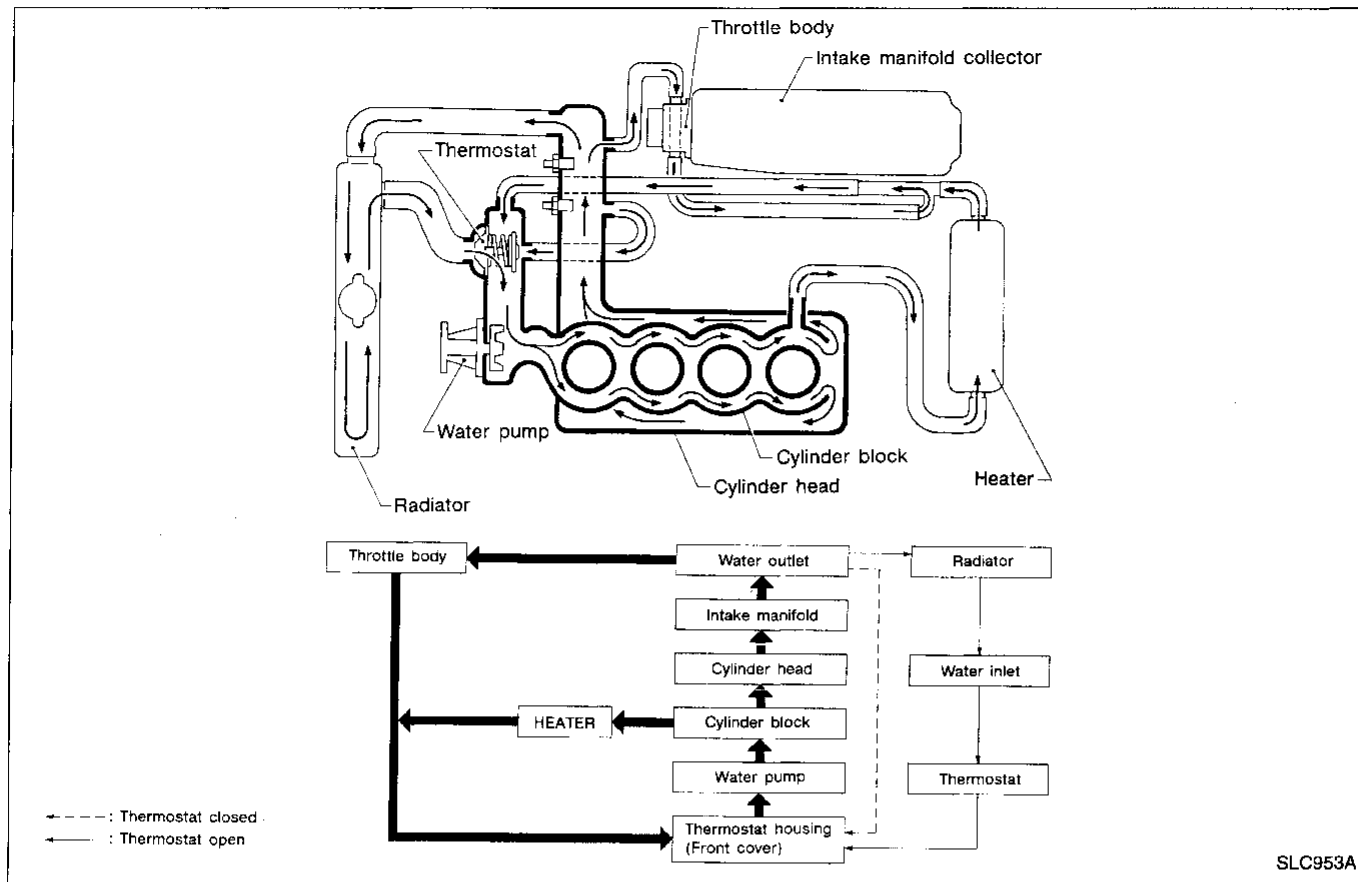 Throttle body
Intake manifold collector
Thermostat
Water pump
Cylinder block
Cylinder head
Heater
Radiator
Throttle body
Water outlet
Radiator
Intake manifold
Cylinder head
Water inlet
HEATER
Cylinder block
Water pump
Thermostat
: Thermostat closed
Thermostat housing
(Front cover)
: Thermostat open
SLC953A